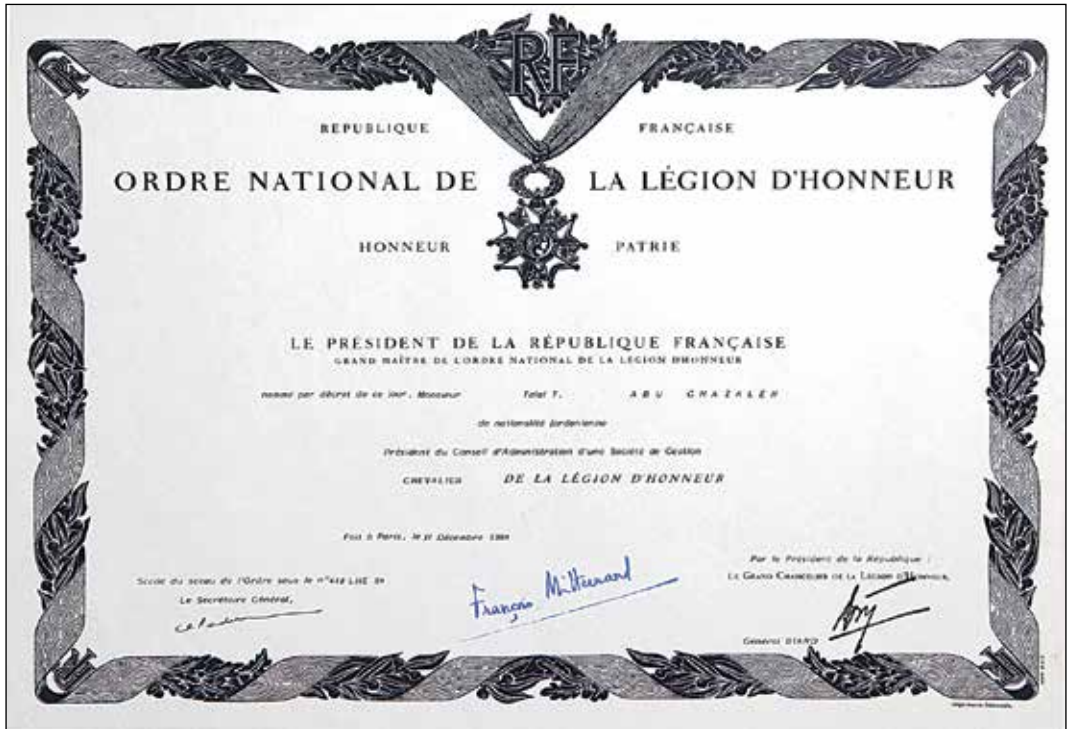 RF
REPUBLIQUE FRANÇAISE
ORDRE NATIONAL DE LA LÉGION D'HONNEUR
HONNEUR PATRIE
LE PRÉSIDENT DE LA RÉPUBLIQUE FRANÇAISE
GRAND MAÎTRE DE L'ORDRE NATIONAL DE LA LÉGION D'HONNEUR
nomme par décret de ce jour, Monsieur Talal T. ABU GHAZALEH
de nationalité jordanienne
Président du Conseil d'Administration d'une Société de Gestion
CHEVALIER DE LA LÉGION D'HONNEUR
Fait à Paris, le Décembre
Par le Président de la République :
Scellé du sceau de l'Ordre sous le
LE GRAND CHANCELIER DE LA LÉGION D'HONNEUR,
Le Secrétaire Général,
François Mitterrand
Général